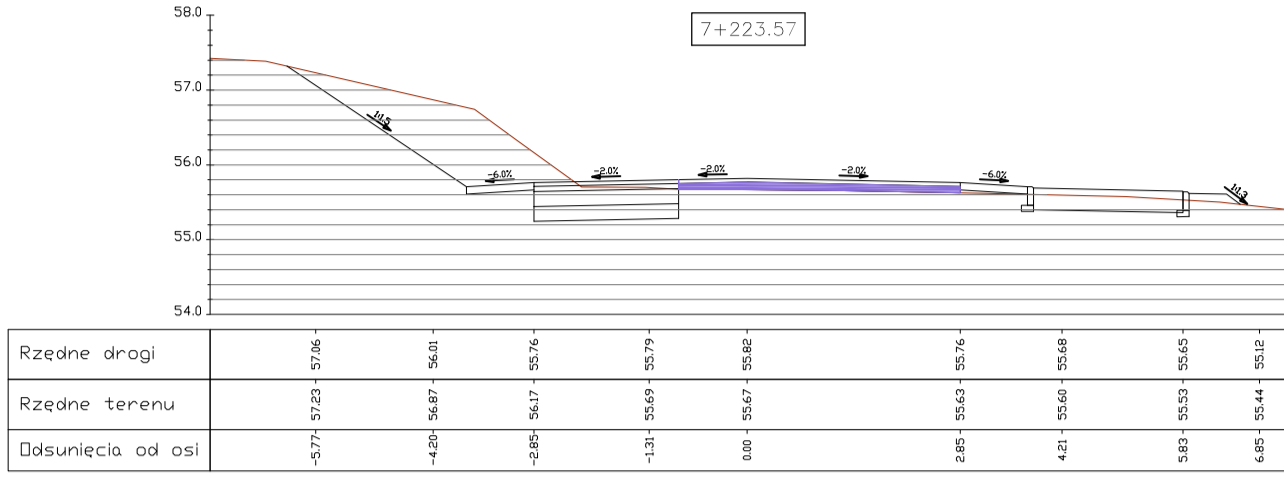 58.0
7+223.57
57.0
1:1.5
56.0
-6.0% -2.0% -2.0% -2.0% -6.0%
1:1.3
55.0
54.0
Rzędne drogi 57.06 56.01 55.76 55.79 55.82 55.76 55.68 55.65 55.12
Rzędne terenu 57.23 56.87 56.17 55.69 55.67 55.63 55.60 55.53 55.44
Odsunięcia od osi -5.77 -4.20 -2.85 -1.31 0.00 2.85 4.21 5.83 6.85